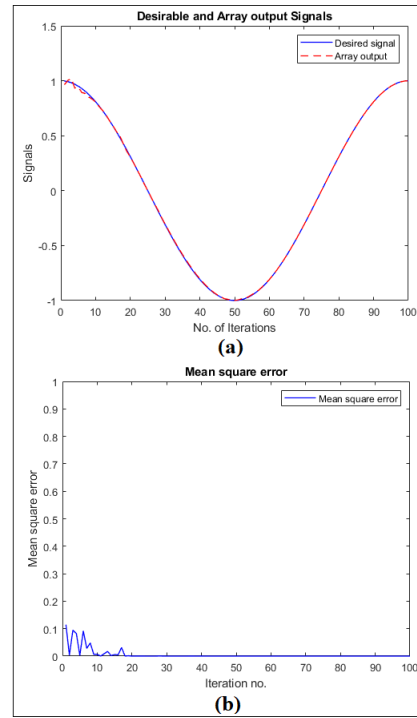 Desirable and Array output Signals
1.5
1
0.5
0
-0.5
-1
Signals
Desired signal
Array output
0 10 20 30 40 50 60 70 80 90 100
No. of Iterations
(a)
Mean square error
1
0.9
0.8
0.7
0.6
0.5
0.4
0.3
0.2
0.1
0
Mean square error
Mean square error
0 10 20 30 40 50 60 70 80 90 100
Iteration no.
(b)